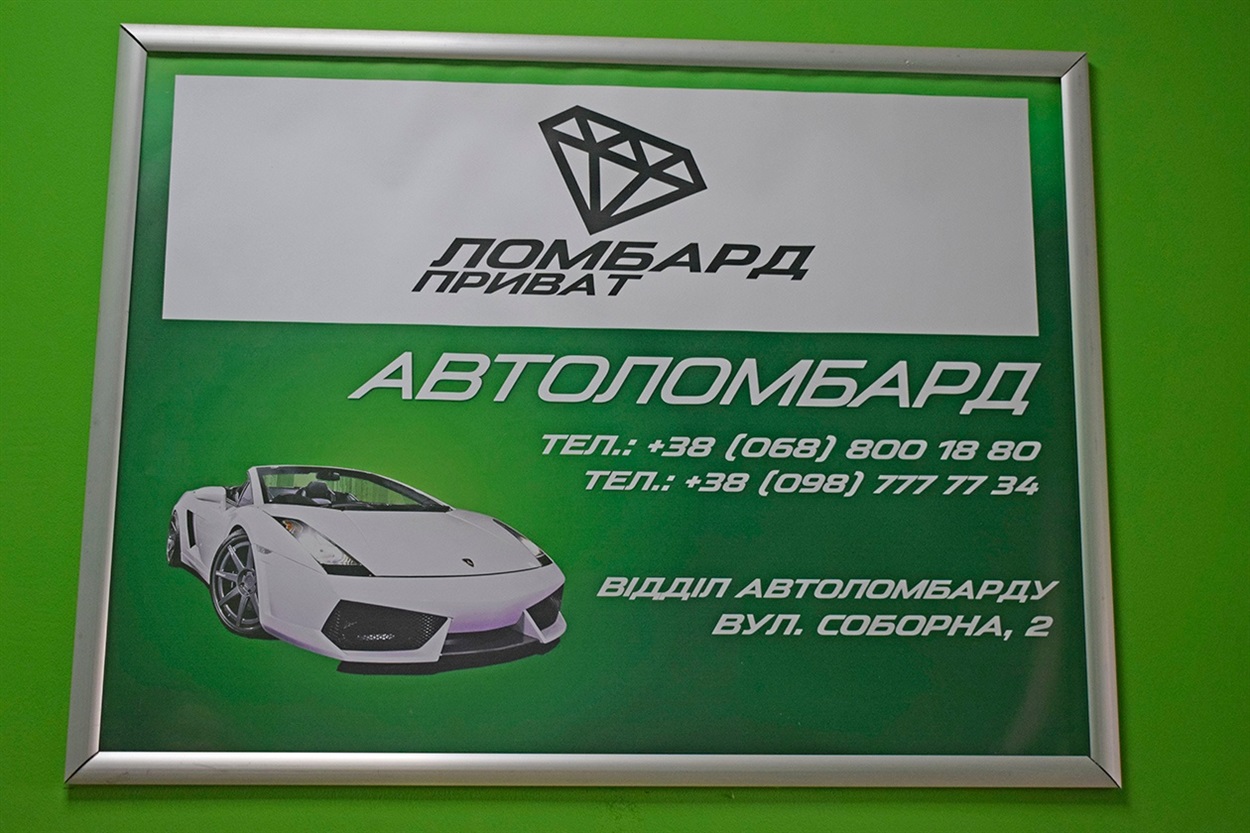 ЛОМБАРД
ПРИВАТ
АВТОЛОМБАРД
ТЕЛ.: +38 (068) 800 18 80
ТЕЛ.: +38 (098) 777 77 34
ВІДДІЛ АВТОЛОМБАРДУ
ВУЛ. СОБОРНА, 2